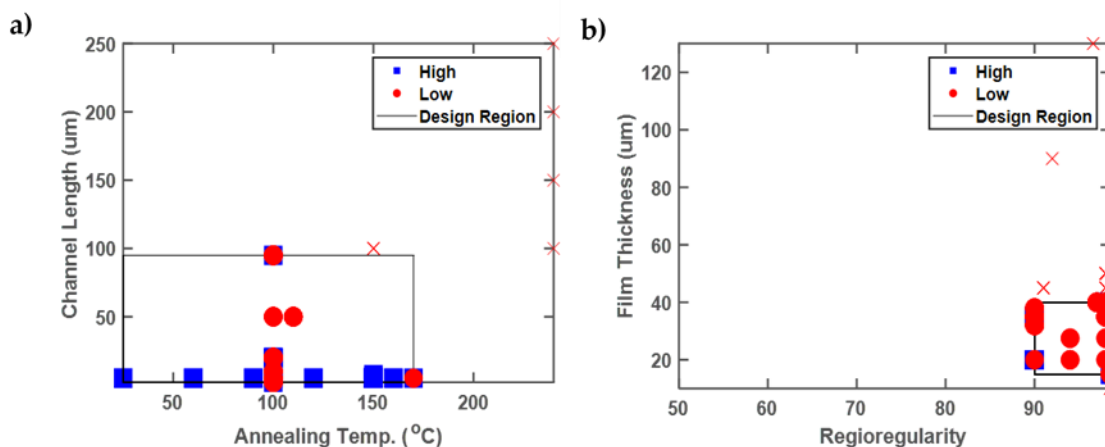 a)
250
200
150
100
50
Channel Length (um)
High
Low
Design Region
50
100
150
200
Annealing Temp. (°C)
b)
120
100
80
60
40
20
Film Thickness (um)
High
Low
Design Region
50
60
70
80
90
Regioregularity